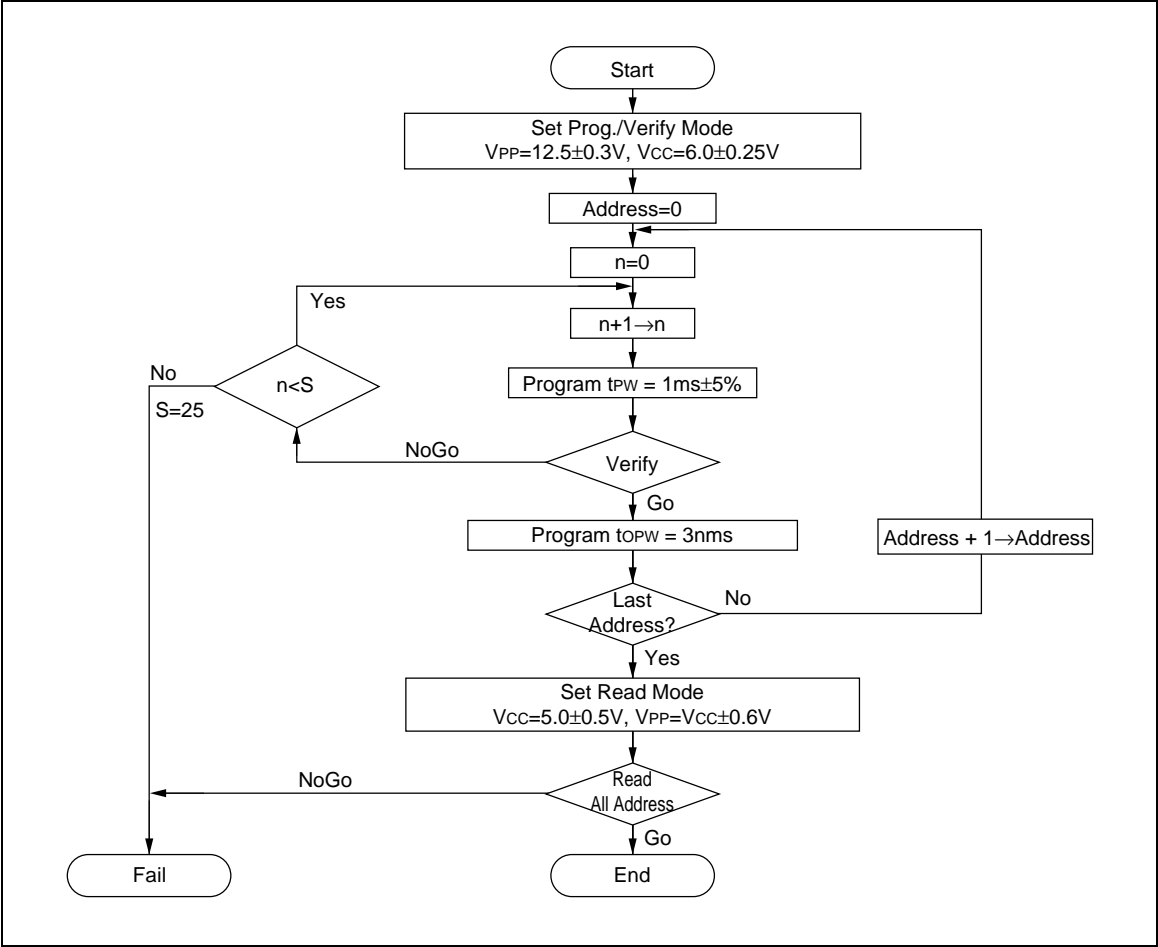 Start
Set Prog./Verify Mode
VPP=12.5±0.3V, VCC=6.0±0.25V
Address=0
n=0
Yes
n+1→n
No
n<S
S=25
Program tPW = 1ms±5%
NoGo
Verify
Go
Program tOPW = 3nms
Address + 1→Address
Last
Address?
No
Yes
Set Read Mode
VCC=5.0±0.5V, VPP=VCC±0.6V
NoGo
Read
All Address
Go
Fail
End